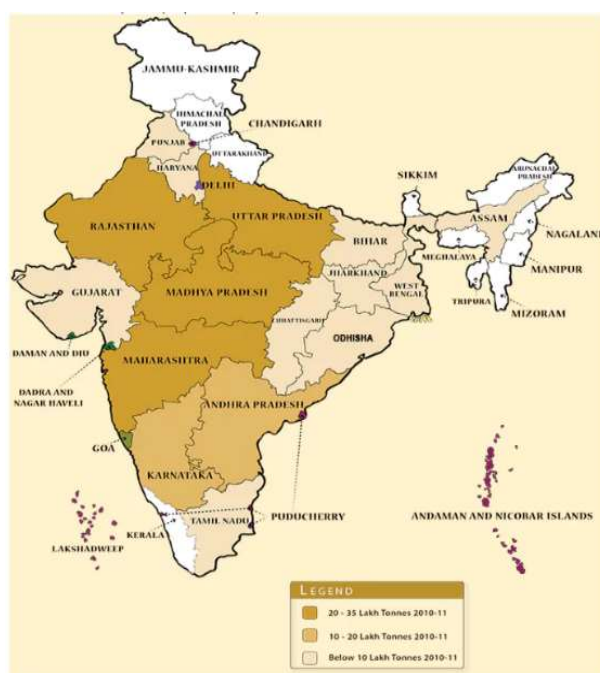 JAMMU-KASHMIR
HIMACHAL
PRADESH
CHANDIGARH
PUNJAB
UTTARAKHAND
HARYANA
DELHI
SIKKIM
ARUNACHAL
PRADESH
RAJASTHAN
UTTAR PRADESH
ASSAM
NAGALAND
BIHAR
MEGHALAYA
MANIPUR
JHARKHAND
GUJARAT
MADHYA PRADESH
WEST
BENGAL
TRIPURA
MIZORAM
CHHATTISGARH
ODHISHA
DAMAN AND DIU
MAHARASHTRA
DADRA AND
NAGAR HAVELI
ANDHRA PRADESH
GOA
KARNATAKA
PUDUCHERRY
ANDAMAN AND NICOBAR ISLANDS
KERALA
TAMIL NADU
LAKSHADWEEP
LEGEND
20 - 35 Lakh Tonnes 2010-11
10 - 20 Lakh Tonnes 2010-11
Below 10 Lakh Tonnes 2010-11